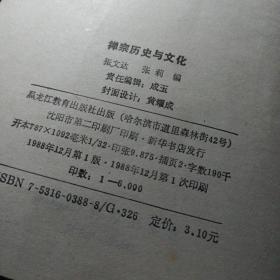 禅宗历史与文化
张文达 张莉 编
责任编辑：成玉
封面设计：黄耀成
黑龙江教育出版社出版（哈尔滨市道里森林街42号）
沈阳市第二印刷厂印刷·新华书店发行
开本787×1092毫米1/32·印张9.875·插页2·字数190千
1988年12月第1版·1988年12月第1次印刷
印数：1—6,090
ISBN 7-5316-0388-8/G·326 定价：3.10元